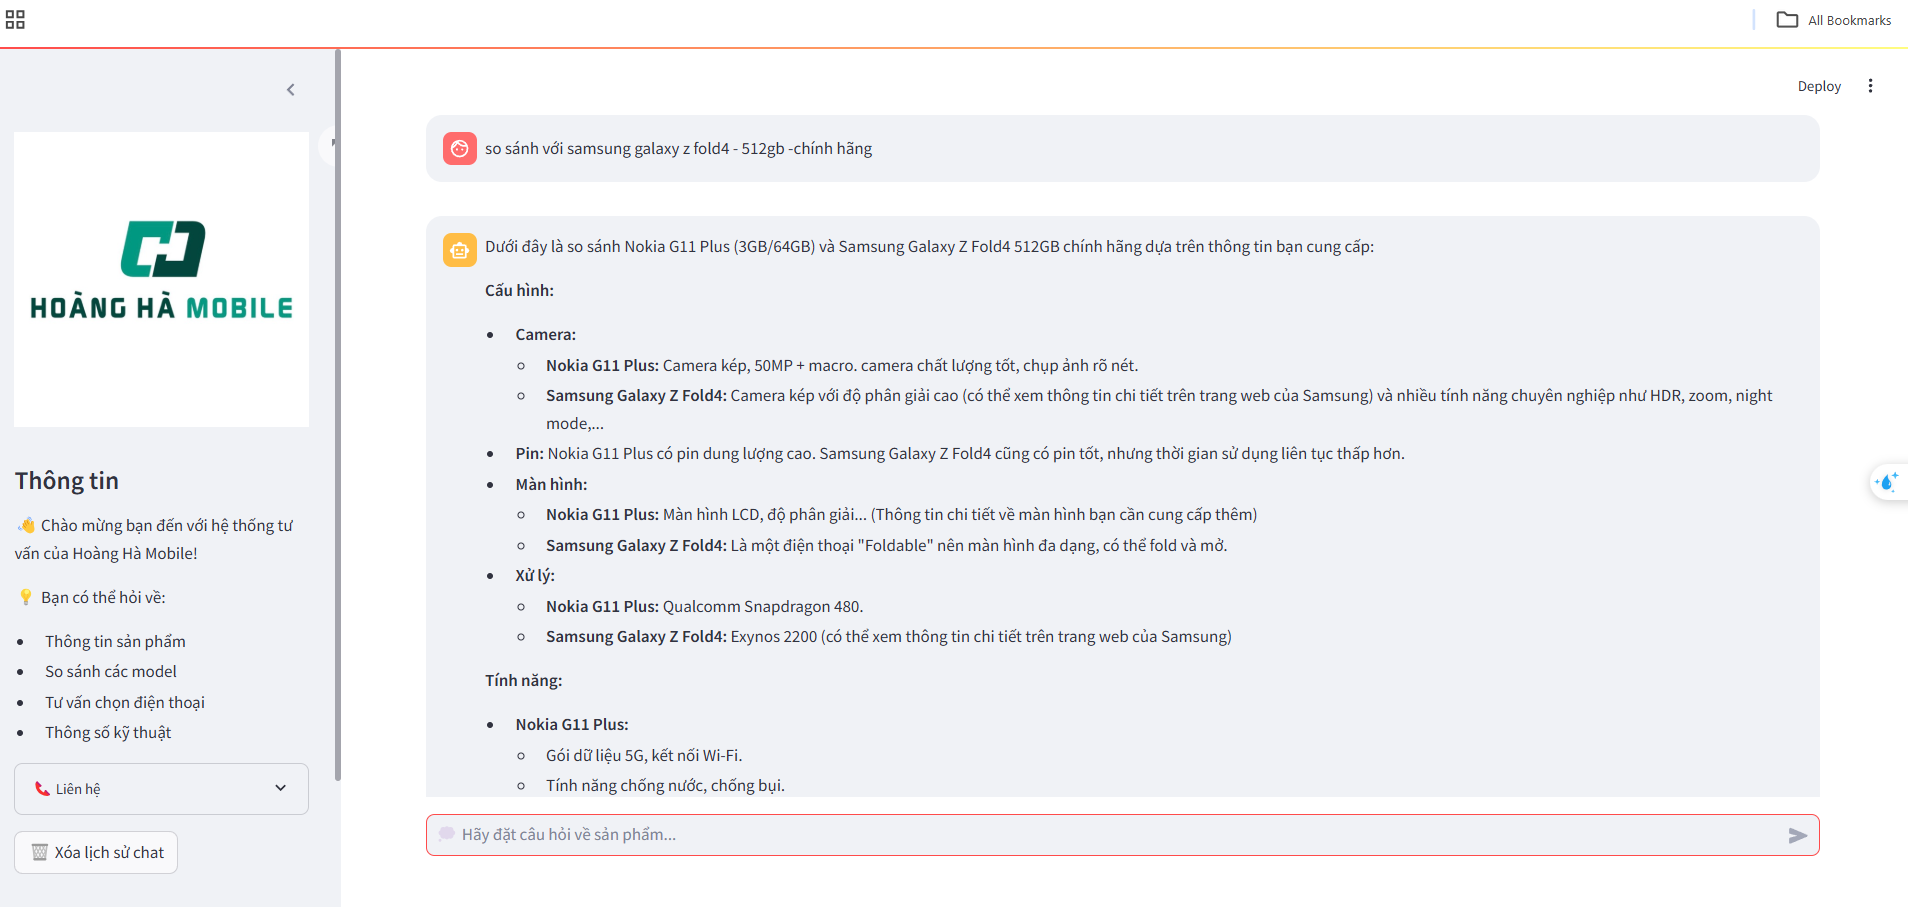 All Bookmarks
Deploy
HOÀNG HÀ MOBILE
Thông tin
👋 Chào mừng bạn đến với hệ thống tư
vấn của Hoàng Hà Mobile!
💡 Bạn có thể hỏi về:
• Thông tin sản phẩm
• So sánh các model
• Tư vấn chọn điện thoại
• Thông số kỹ thuật
📞 Liên hệ
🗑️ Xóa lịch sử chat
so sánh với samsung galaxy z fold4 - 512gb -chính hãng
Dưới đây là so sánh Nokia G11 Plus (3GB/64GB) và Samsung Galaxy Z Fold4 512GB chính hãng dựa trên thông tin bạn cung cấp:
Cấu hình:
• Camera:
○ Nokia G11 Plus: Camera kép, 50MP + macro. camera chất lượng tốt, chụp ảnh rõ nét.
○ Samsung Galaxy Z Fold4: Camera kép với độ phân giải cao (có thể xem thông tin chi tiết trên trang web của Samsung) và nhiều tính năng chuyên nghiệp như HDR, zoom, night
mode,...
• Pin: Nokia G11 Plus có pin dung lượng cao. Samsung Galaxy Z Fold4 cũng có pin tốt, nhưng thời gian sử dụng liên tục thấp hơn.
• Màn hình:
○ Nokia G11 Plus: Màn hình LCD, độ phân giải... (Thông tin chi tiết về màn hình bạn cần cung cấp thêm)
○ Samsung Galaxy Z Fold4: Là một điện thoại "Foldable" nên màn hình đa dạng, có thể fold và mở.
• Xử lý:
○ Nokia G11 Plus: Qualcomm Snapdragon 480.
○ Samsung Galaxy Z Fold4: Exynos 2200 (có thể xem thông tin chi tiết trên trang web của Samsung)
Tính năng:
• Nokia G11 Plus:
○ Gói dữ liệu 5G, kết nối Wi-Fi.
○ Tính năng chống nước, chống bụi.
💭 Hãy đặt câu hỏi về sản phẩm...